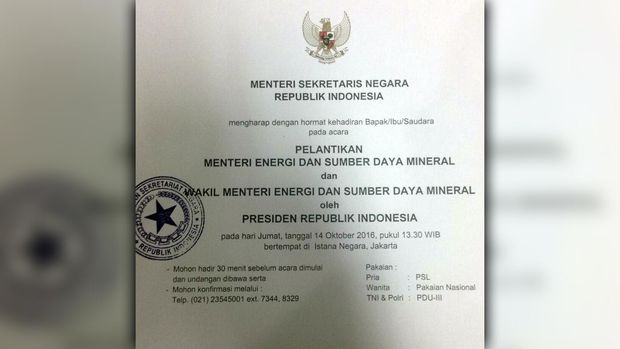 MENTERI SEKRETARIS NEGARA
REPUBLIK INDONESIA
mengharap dengan hormat kehadiran Bapak/Ibu/Saudara
pada acara
PELANTIKAN
MENTERI ENERGI DAN SUMBER DAYA MINERAL
dan
WAKIL MENTERI ENERGI DAN SUMBER DAYA MINERAL
oleh
PRESIDEN REPUBLIK INDONESIA
pada hari Jumat, tanggal 14 Oktober 2016, pukul 13.30 WIB
bertempat di Istana Negara, Jakarta
- Mohon hadir 30 menit sebelum acara dimulai
dan undangan dibawa serta
- Mohon konfirmasi melalui :
Telp. (021) 23545001 ext. 7344, 8329
Pakaian :
Pria : PSL
Wanita : Pakaian Nasional
TNI & Polri : PDU-III
SEKRETARIAT NEGARA
REPUBLIK INDONESIA